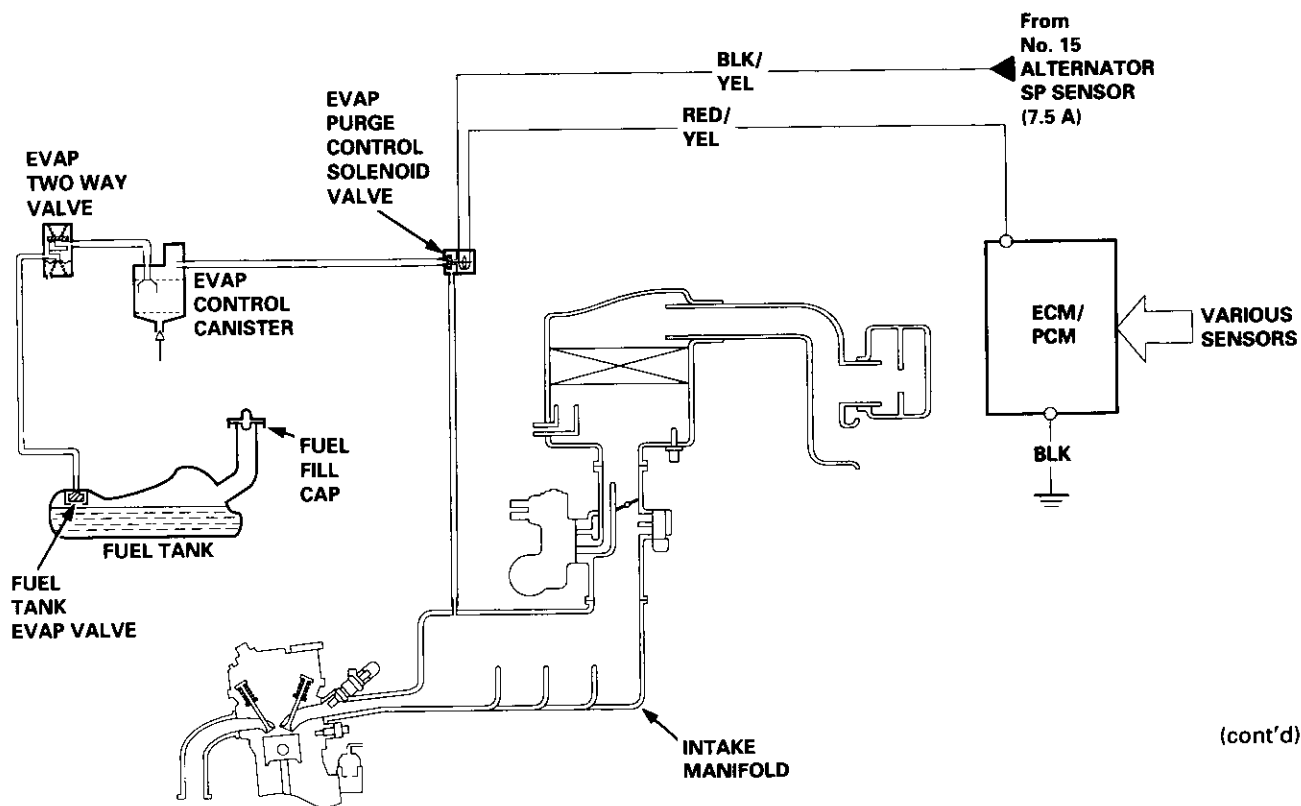 From
No. 15
ALTERNATOR
SP SENSOR
(7.5 A)
BLK/
YEL
RED/
YEL
EVAP
PURGE
CONTROL
SOLENOID
VALVE
EVAP
TWO WAY
VALVE
EVAP
CONTROL
CANISTER
ECM/
PCM
VARIOUS
SENSORS
BLK
FUEL
FILL
CAP
FUEL TANK
FUEL
TANK
EVAP VALVE
INTAKE
MANIFOLD
(cont'd)